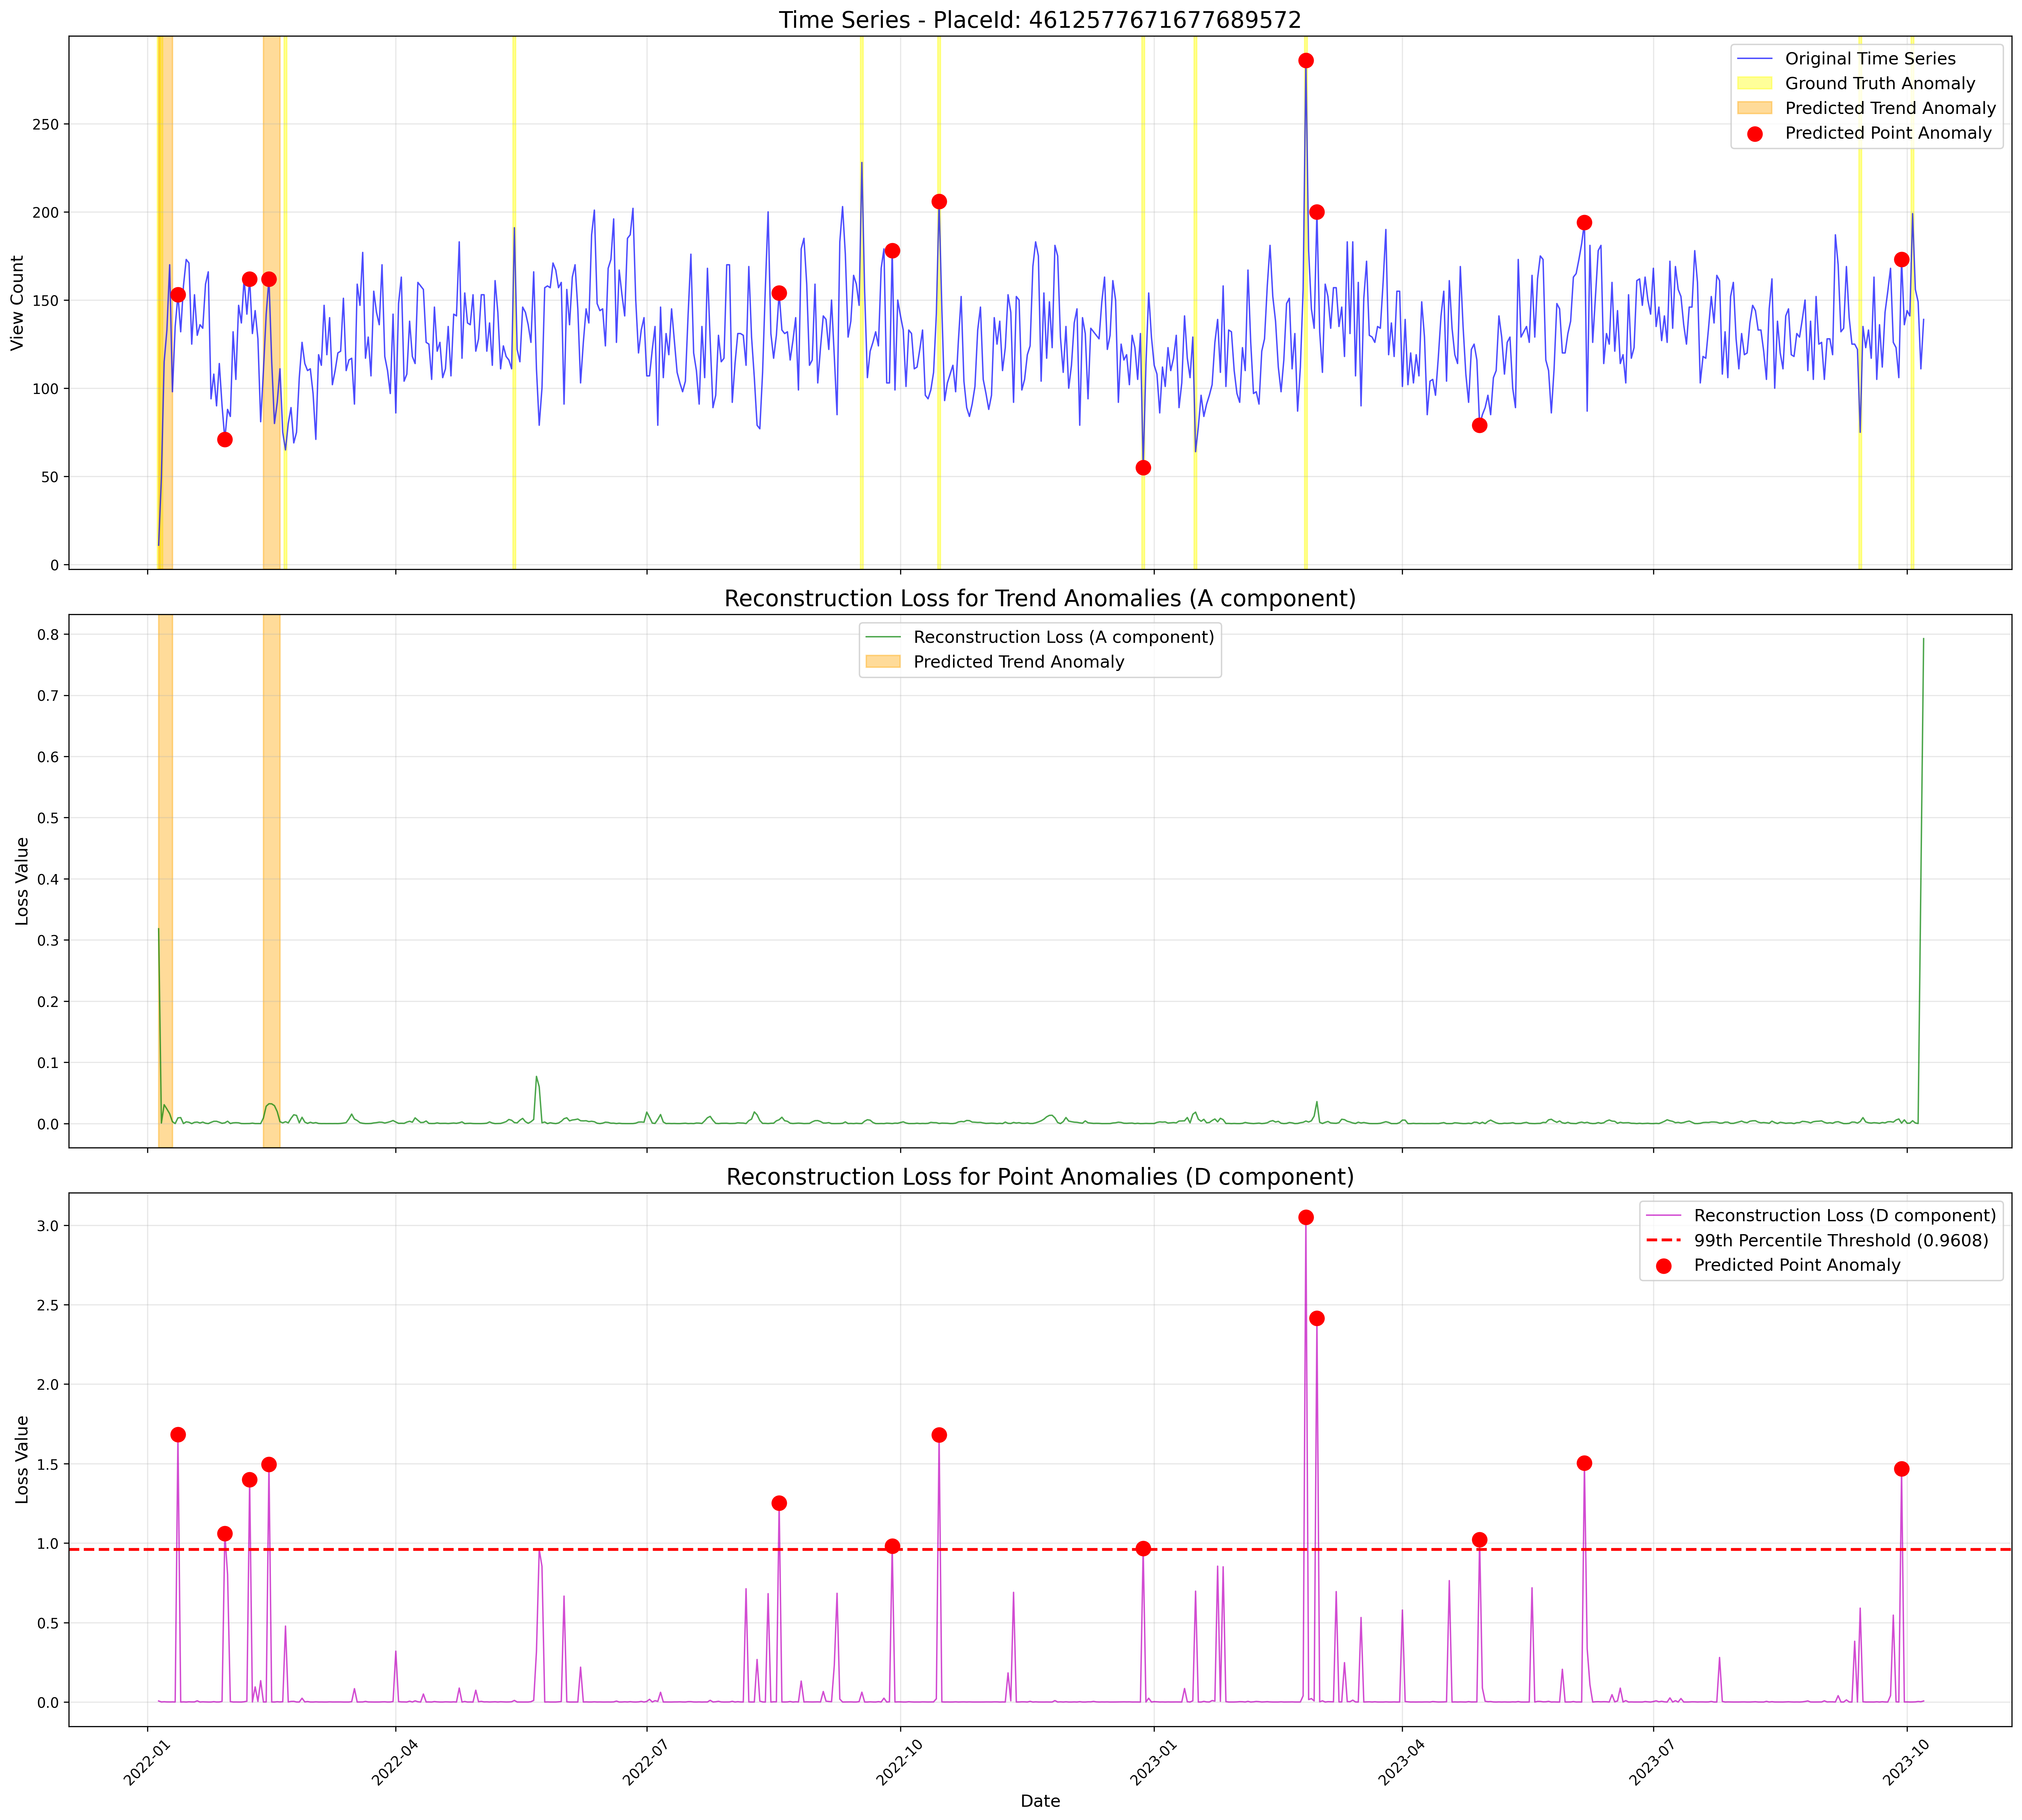 Time Series - PlaceId: 4612577671677689572
View Count
250
200
150
100
50
0
Original Time Series
Ground Truth Anomaly
Predicted Trend Anomaly
Predicted Point Anomaly
Reconstruction Loss for Trend Anomalies (A component)
Loss Value
0.8
0.7
0.6
0.5
0.4
0.3
0.2
0.1
0.0
Reconstruction Loss (A component)
Predicted Trend Anomaly
Reconstruction Loss for Point Anomalies (D component)
Loss Value
3.0
2.5
2.0
1.5
1.0
0.5
0.0
Reconstruction Loss (D component)
99th Percentile Threshold (0.9608)
Predicted Point Anomaly
2022-01
2022-04
2022-07
2022-10
2023-01
2023-04
2023-07
2023-10
Date